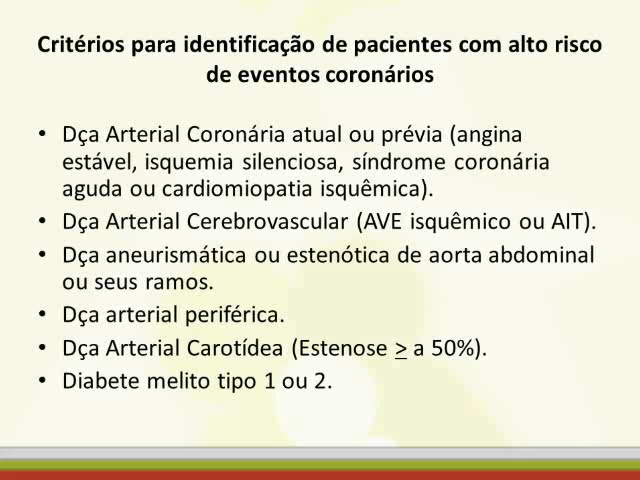 Critérios para identificação de pacientes com alto risco
de eventos coronários
• Dça Arterial Coronária atual ou prévia (angina
estável, isquemia silenciosa, síndrome coronária
aguda ou cardiomiopatia isquêmica).
• Dça Arterial Cerebrovascular (AVE isquêmico ou AIT).
• Dça aneurismática ou estenótica de aorta abdominal
ou seus ramos.
• Dça arterial periférica.
• Dça Arterial Carotídea (Estenose ≥ a 50%).
• Diabete melito tipo 1 ou 2.